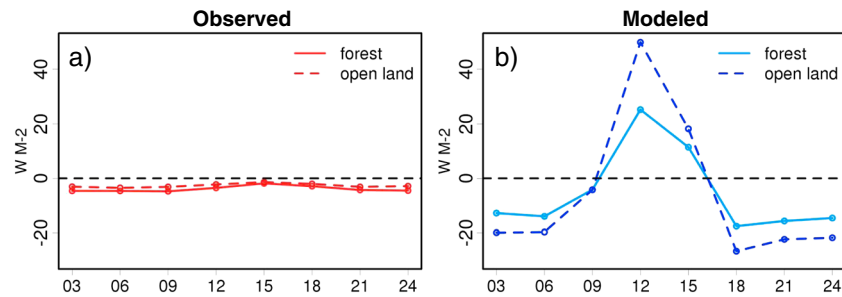 Observed
a)
forest
open land
W M-2
40
20
0
-20
03 06 09 12 15 18 21 24
Modeled
b)
forest
open land
W M-2
40
20
0
-20
03 06 09 12 15 18 21 24